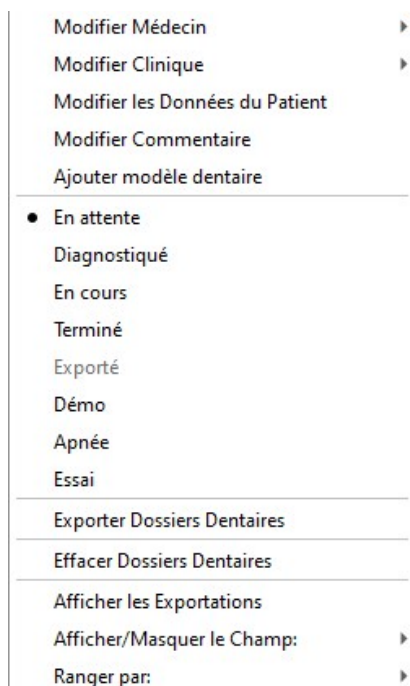 Modifier Médecin
Modifier Clinique
Modifier les Données du Patient
Modifier Commentaire
Ajouter modèle dentaire
En attente
Diagnostiqué
En cours
Terminé
Exporté
Démo
Apnée
Essai
Exporter Dossiers Dentaires
Effacer Dossiers Dentaires
Afficher les Exportations
Afficher/Masquer le Champ:
Ranger par: